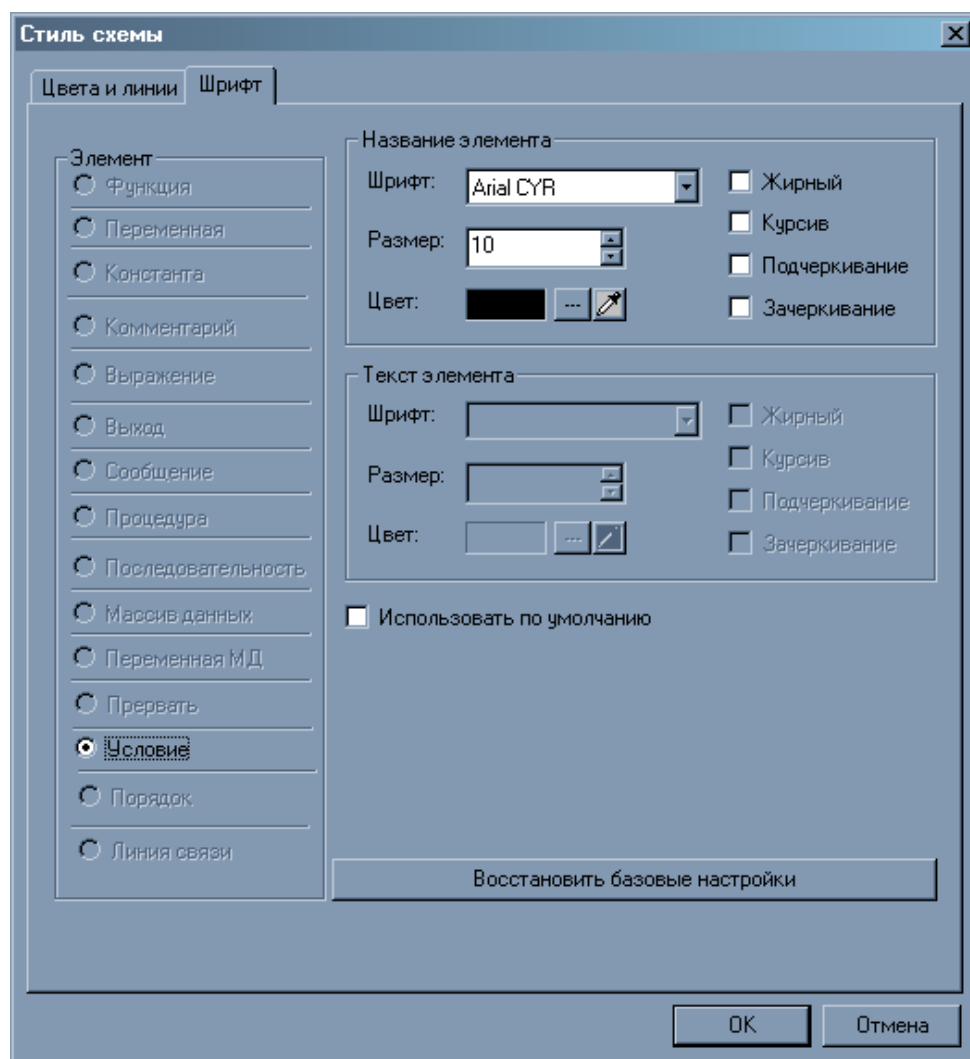 Стиль схемы
Цвета и линии
Шрифт
Элемент
Функция
Переменная
Константа
Комментарий
Выражение
Выход
Сообщение
Процедура
Последовательность
Массив данных
Переменная МД
Прервать
Условие
Порядок
Линия связи
Название элемента
Шрифт: Arial CYR
Размер: 10
Цвет: ...
Жирный
Курсив
Подчеркивание
Зачеркивание
Текст элемента
Шрифт:
Размер:
Цвет: ...
Жирный
Курсив
Подчеркивание
Зачеркивание
Использовать по умолчанию
Восстановить базовые настройки
OK
Отмена